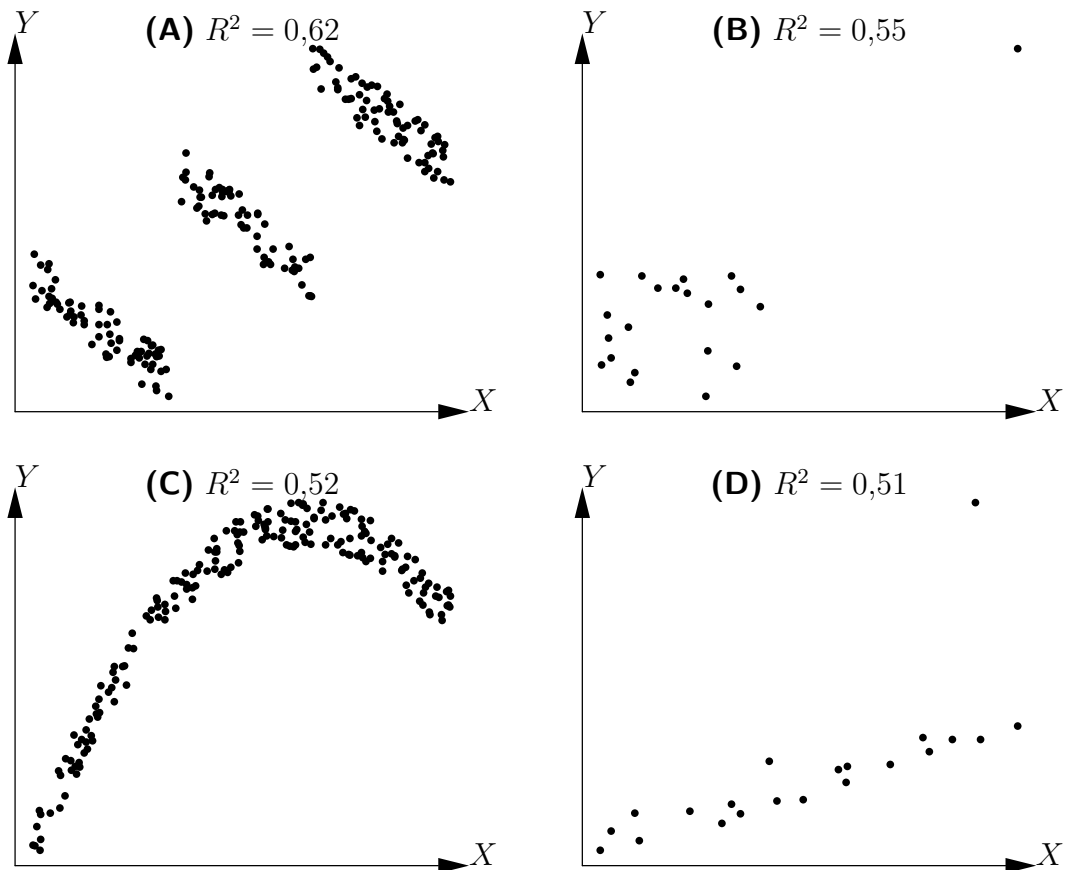 Y
(A) R² = 0,62
X
Y
(B) R² = 0,55
X
Y
(C) R² = 0,52
X
Y
(D) R² = 0,51
X